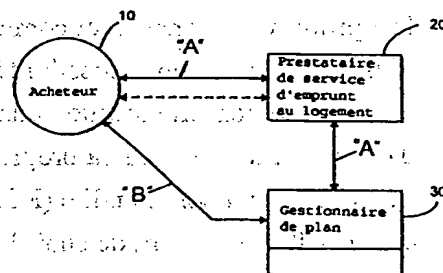 10
20
"A"
Acheteur
Prestataire
de service
d'emprunt
au logement
"A"
"B"
30
Gestionnaire
de plan